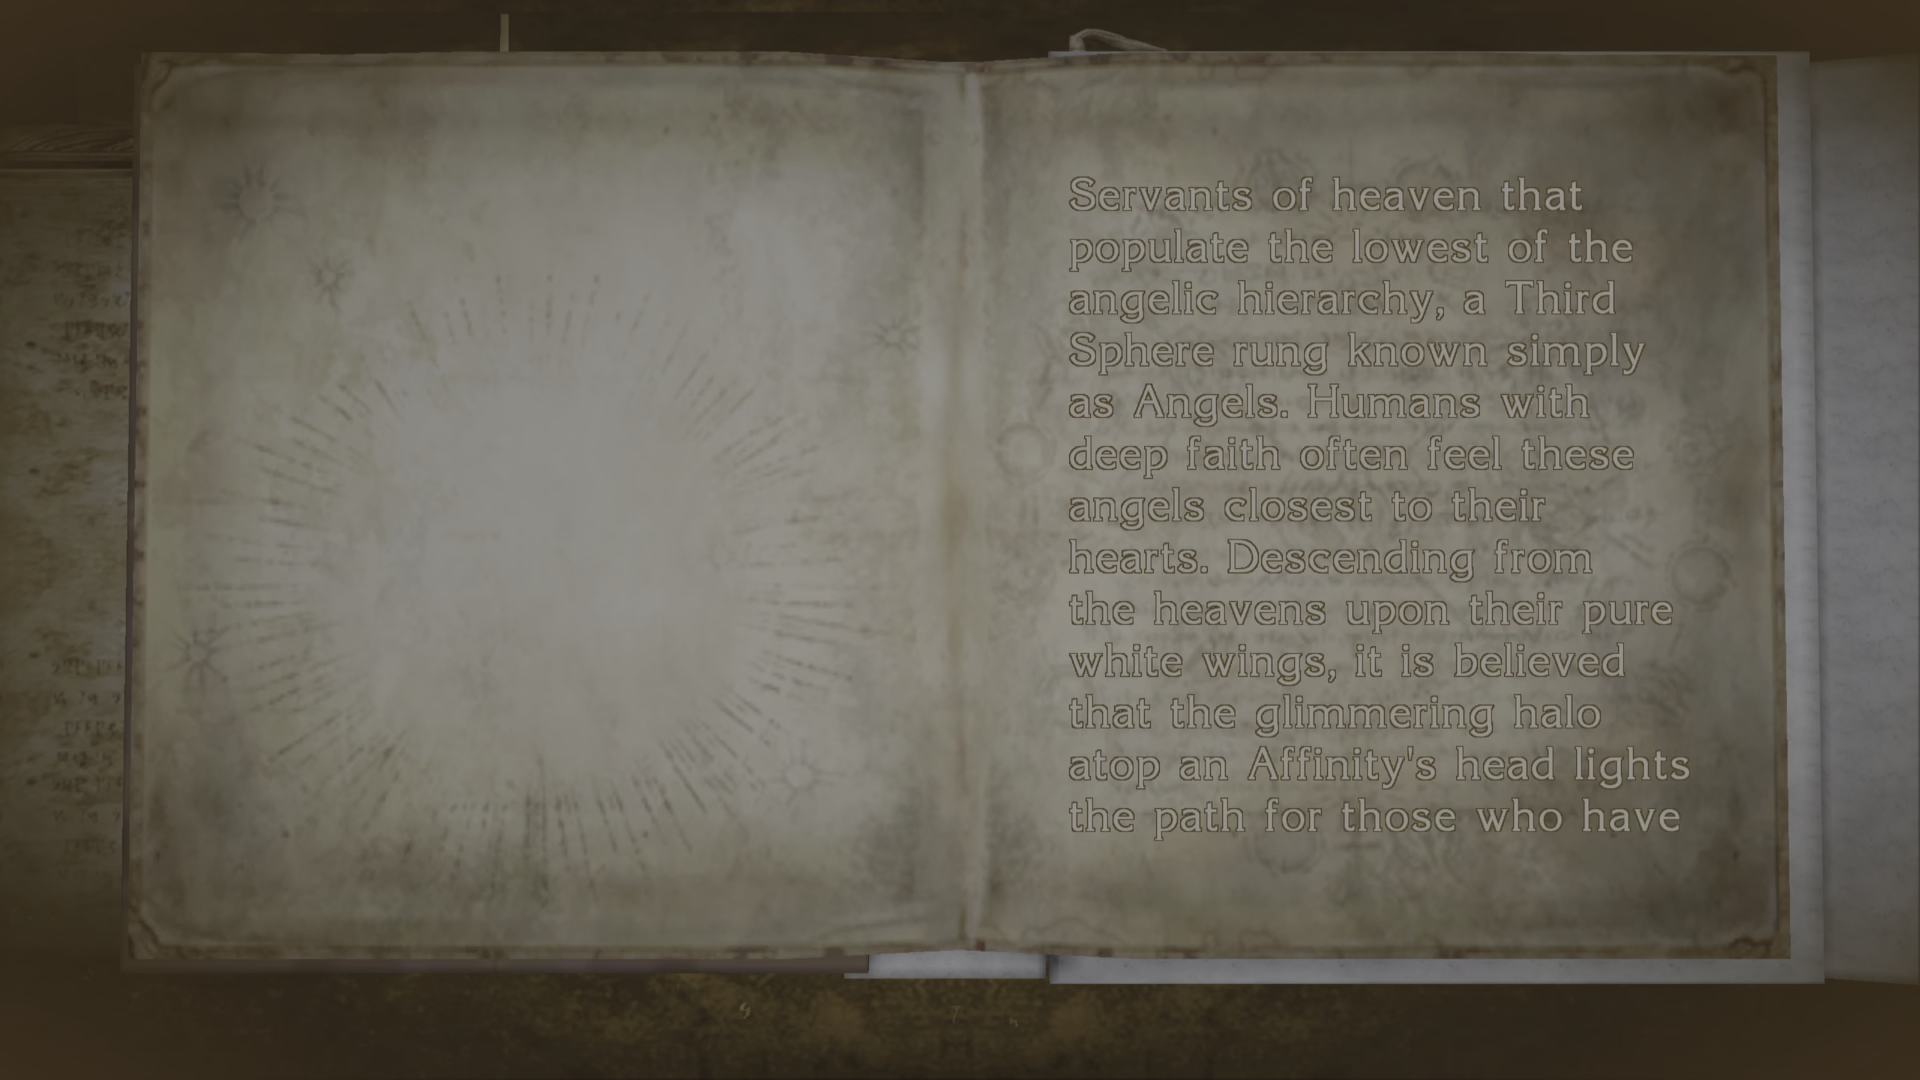 Servants of heaven that
populate the lowest of the
angelic hierarchy, a Third
Sphere rung known simply
as Angels. Humans with
deep faith often feel these
angels closest to their
hearts. Descending from
the heavens upon their pure
white wings, it is believed
that the glimmering halo
atop an Affinity's head lights
the path for those who have